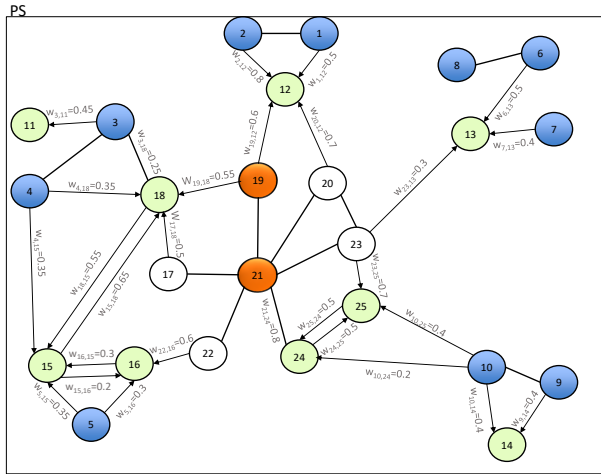 PS
2
1
w2,12=0.8
w1,12=0.5
8
6
12
w6,13=0.5
11
w3,11=0.45
3
w19,12=0.6
w20,12=0.7
13
w7,13=0.4
7
w3,18=0.25
w23,13=0.3
4
w4,18=0.35
18
W19,18=0.55
19
20
W17,18=0.5
23
w4,15=0.35
17
21
w23,25=0.7
w18,15=0.55
w15,18=0.65
w21,24=0.8
w25,24=0.5
w24,25=0.5
25
w10,25=0.4
w22,16=0.6
22
24
15
w16,15=0.3
w15,16=0.2
16
w10,24=0.2
10
9
w5,15=0.35
w5,16=0.3
5
w10,14=0.4
w9,14=0.4
14